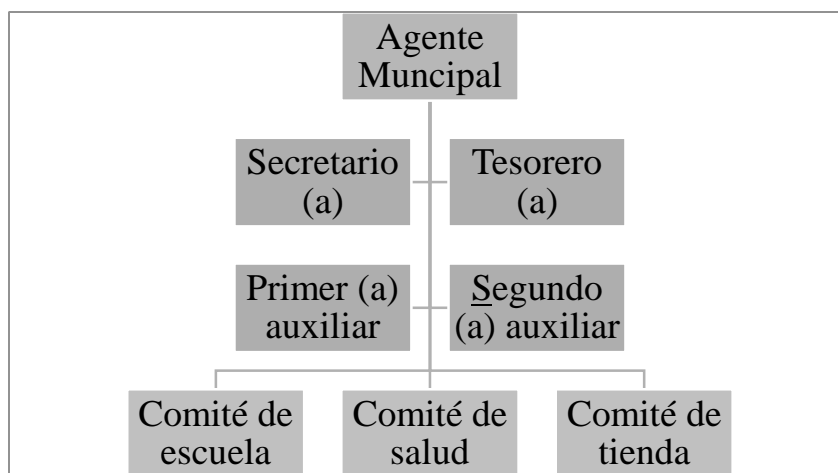 Agente
Muncipal
Secretario
(a)
Tesorero
(a)
Primer (a)
auxiliar
Segundo
(a) auxiliar
Comité de
escuela
Comité de
salud
Comité de
tienda